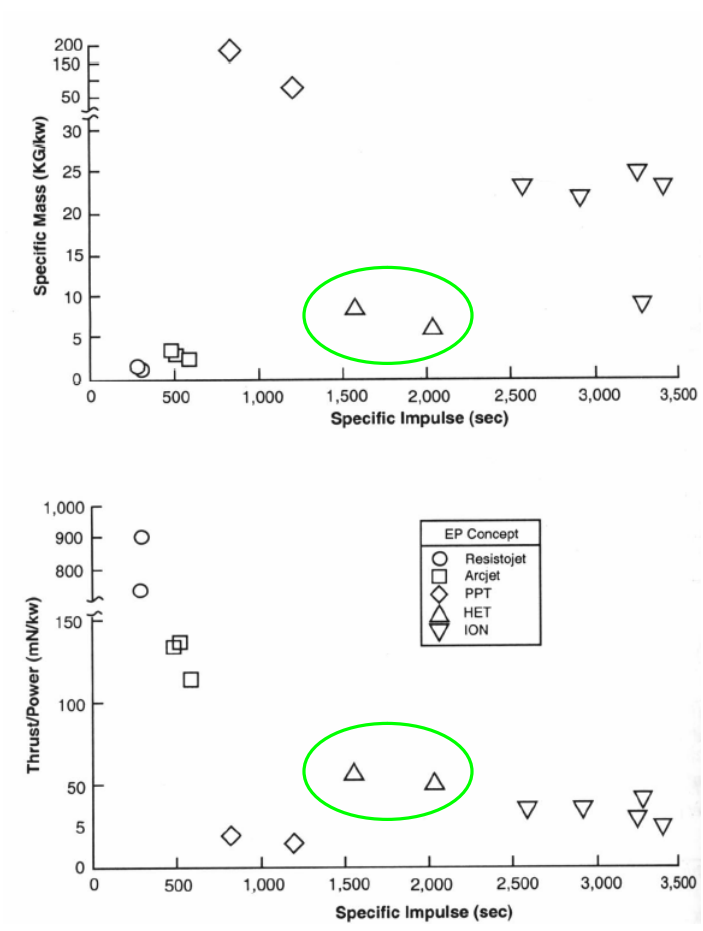 200
150
50
30
25
20
15
10
5
0
Specific Mass (KG/kw)
0 500 1,000 1,500 2,000 2,500 3,000 3,500
Specific Impulse (sec)
1,000
900
800
150
100
50
5
0
Thrust/Power (mN/kw)
EP Concept
Resistojet
Arcjet
PPT
HET
ION
0 500 1,000 1,500 2,000 2,500 3,000 3,500
Specific Impulse (sec)